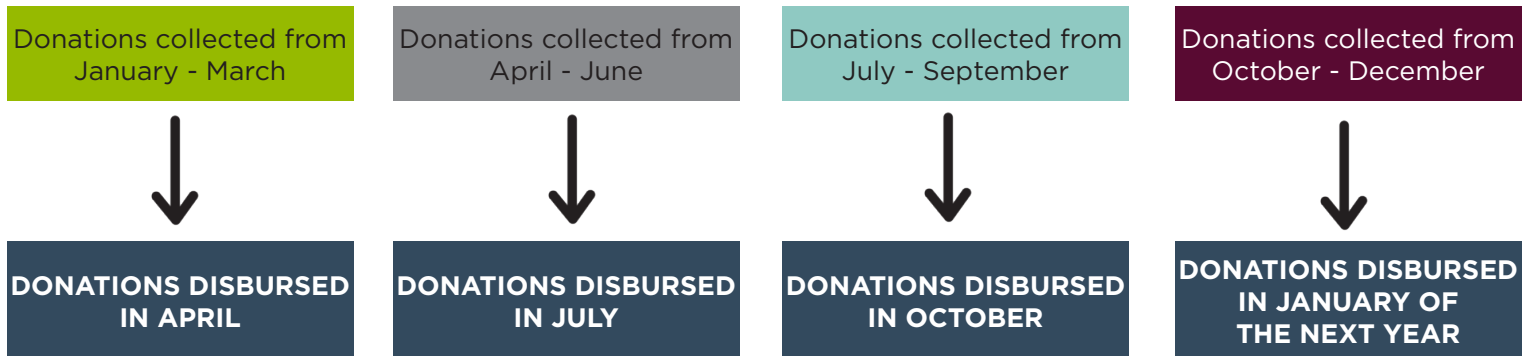 Donations collected from
January - March
Donations collected from
April - June
Donations collected from
July - September
Donations collected from
October - December
DONATIONS DISBURSED
IN APRIL
DONATIONS DISBURSED
IN JULY
DONATIONS DISBURSED
IN OCTOBER
DONATIONS DISBURSED
IN JANUARY OF
THE NEXT YEAR